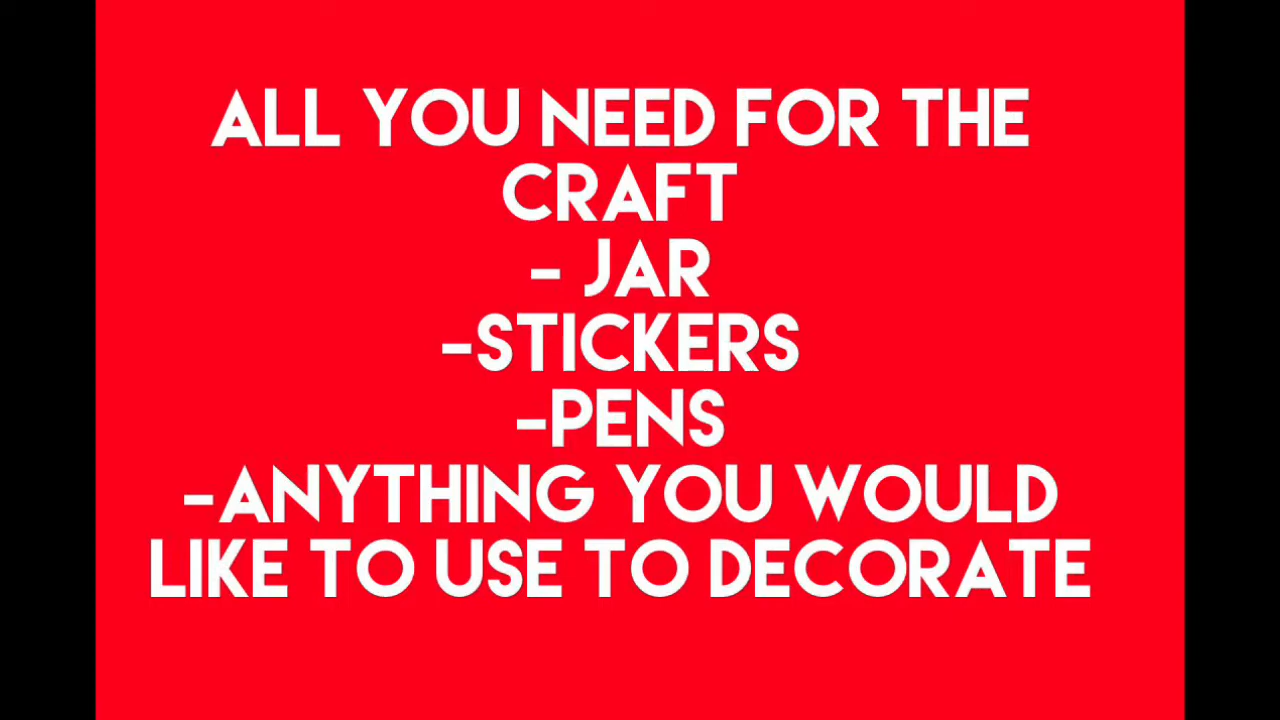 ALL YOU NEED FOR THE
CRAFT
- JAR
-STICKERS
-PENS
-ANYTHING YOU WOULD
LIKE TO USE TO DECORATE